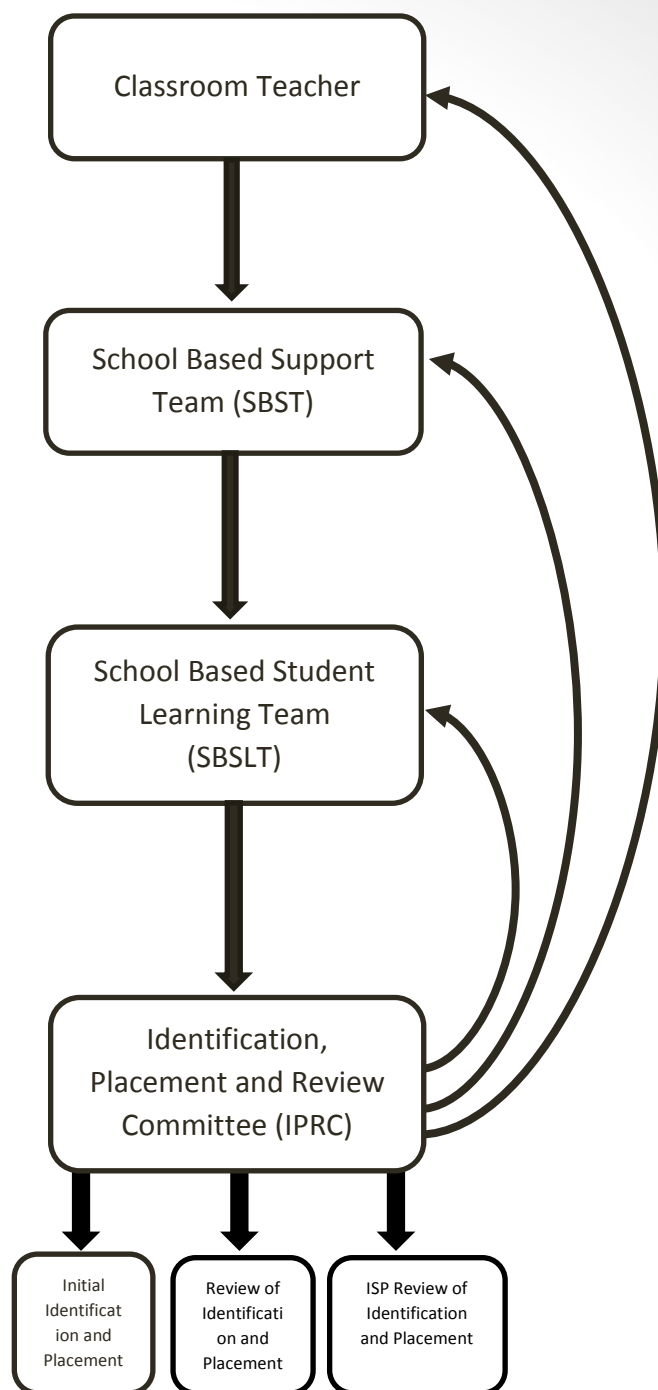 Classroom Teacher
School Based Support
Team (SBST)
School Based Student
Learning Team
(SBSLT)
Identification,
Placement and Review
Committee (IPRC)
Initial
Identificat
ion and
Placement
Review of
Identificati
on and
Placement
ISP Review of
Identification
and Placement